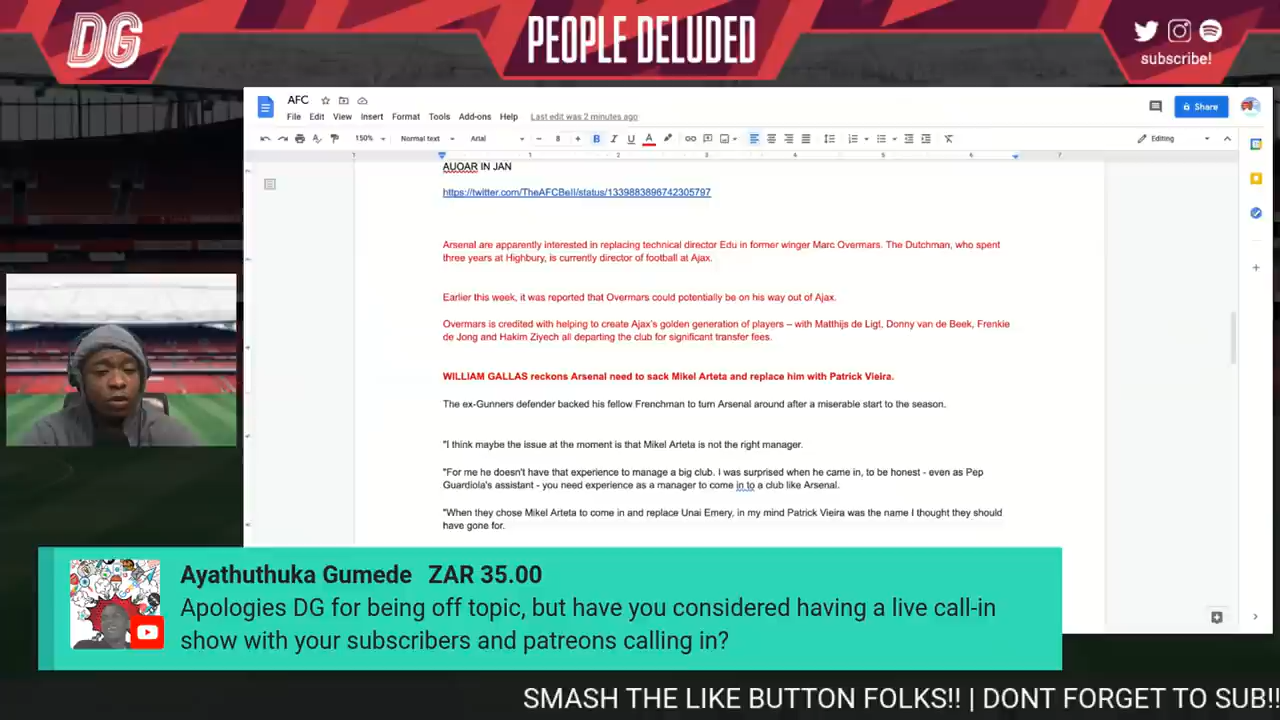 DG
PEOPLE DELUDED
subscribe!
AFC
File Edit View Insert Format Tools Add-ons Help Last edit was 2 minutes ago
Share
150% Normal text Arial 8 B I U A Editing
1 1 2 3 4 5 6 7
AUOAR IN JAN
https://twitter.com/TheAFCBell/status/1339883896742305797
Arsenal are apparently interested in replacing technical director Edu in former winger Marc Overmars. The Dutchman, who spent
three years at Highbury, is currently director of football at Ajax.
Earlier this week, it was reported that Overmars could potentially be on his way out of Ajax.
Overmars is credited with helping to create Ajax's golden generation of players – with Matthijs de Ligt, Donny van de Beek, Frenkie
de Jong and Hakim Ziyech all departing the club for significant transfer fees.
WILLIAM GALLAS reckons Arsenal need to sack Mikel Arteta and replace him with Patrick Vieira.
The ex-Gunners defender backed his fellow Frenchman to turn Arsenal around after a miserable start to the season.
"I think maybe the issue at the moment is that Mikel Arteta is not the right manager.
"For me he doesn't have that experience to manage a big club. I was surprised when he came in, to be honest - even as Pep
Guardiola's assistant - you need experience as a manager to come in to a club like Arsenal.
"When they chose Mikel Arteta to come in and replace Unai Emery, in my mind Patrick Vieira was the name I thought they should
have gone for.
Ayathuthuka Gumede ZAR 35.00
Apologies DG for being off topic, but have you considered having a live call-in
show with your subscribers and patreons calling in?
SMASH THE LIKE BUTTON FOLKS!! | DONT FORGET TO SUB!!